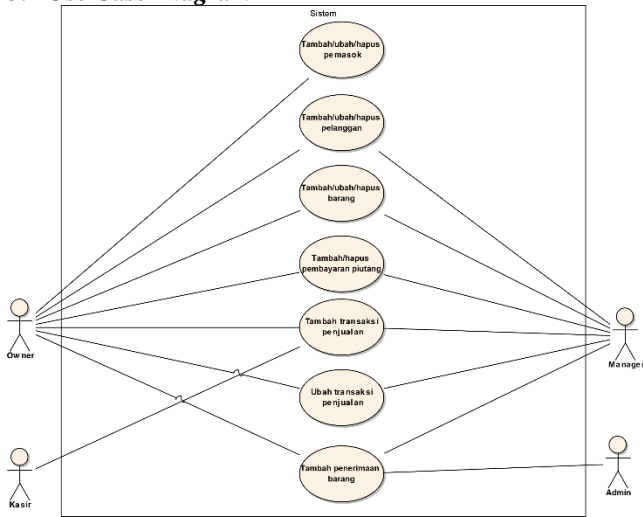 Sistem
Tambah/ubah/hapus
pemasok
Tambah/ubah/hapus
pelanggan
Tambah/ubah/hapus
barang
Tambah/hapus
pembayaran piutang
Owner
Tambah transaksi
penjualan
Manager
Ubah transaksi
penjualan
Tambah penerimaan
barang
Kasir
Admin